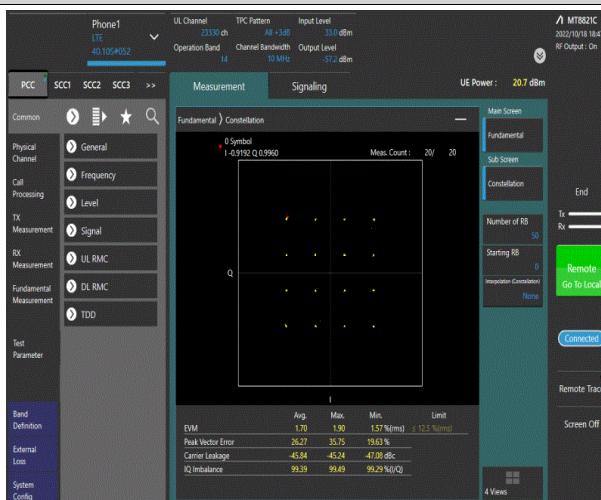 Phone1
LTE
40.105#052
UL Channel
23330 ch
TPC Pattern
All +3dB
Input Level
33.0 dBm
Operation Band
14
Channel Bandwidth
10 MHz
Output Level
-57.2 dBm
MT8821C
2022/10/18 18:4
RF Output : On
PCC SCC1 SCC2 SCC3 >>
Measurement Signaling
UE Power : 20.7 dBm
Common
Physical
Channel
Call
Processing
TX
Measurement
RX
Measurement
Fundamental
Measurement
Test
Parameter
Band
Definition
External
Loss
System
Config
General
Frequency
Level
Signal
UL RMC
DL RMC
TDD
Fundamental Constellation
0 Symbol
I -0.9192 Q 0.9960
Meas. Count : 20/ 20
Q
I
Avg. Max. Min. Limit
EVM 1.70 1.90 1.57 %(rms) ≤ 12.5 %(rms)
Peak Vector Error 26.27 35.75 19.63 %
Carrier Leakage -45.84 -45.24 -47.08 dBc
IQ Imbalance 99.39 99.49 99.29 %(I/Q)
Main Screen
Fundamental
Sub Screen
Constellation
Number of RB
50
Starting RB
0
Interpolation (Constellation)
None
4 Views
End
Tx
Rx
Remote
Go To Local
Connected
Remote Trac
Screen Off